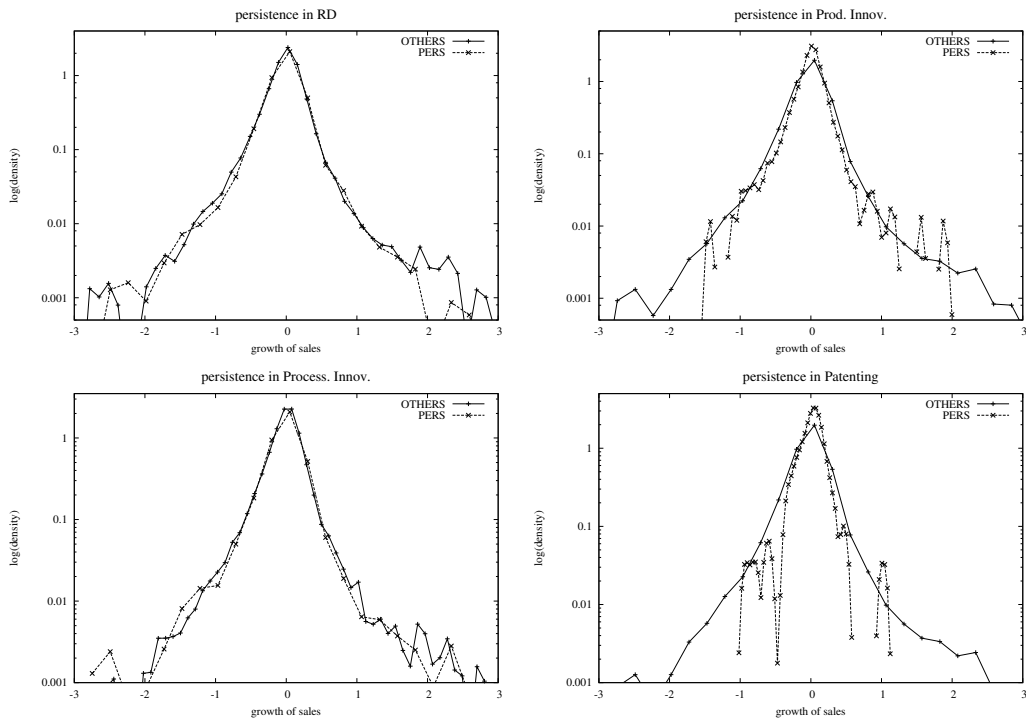 persistence in RD
OTHERS
PERS
1
0.1
0.01
0.001
log(density)
-3 -2 -1 0 1 2 3
growth of sales
persistence in Prod. Innov.
OTHERS
PERS
1
0.1
0.01
0.001
log(density)
-3 -2 -1 0 1 2 3
growth of sales
persistence in Process. Innov.
OTHERS
PERS
1
0.1
0.01
0.001
log(density)
-3 -2 -1 0 1 2 3
growth of sales
persistence in Patenting
OTHERS
PERS
1
0.1
0.01
0.001
log(density)
-3 -2 -1 0 1 2 3
growth of sales